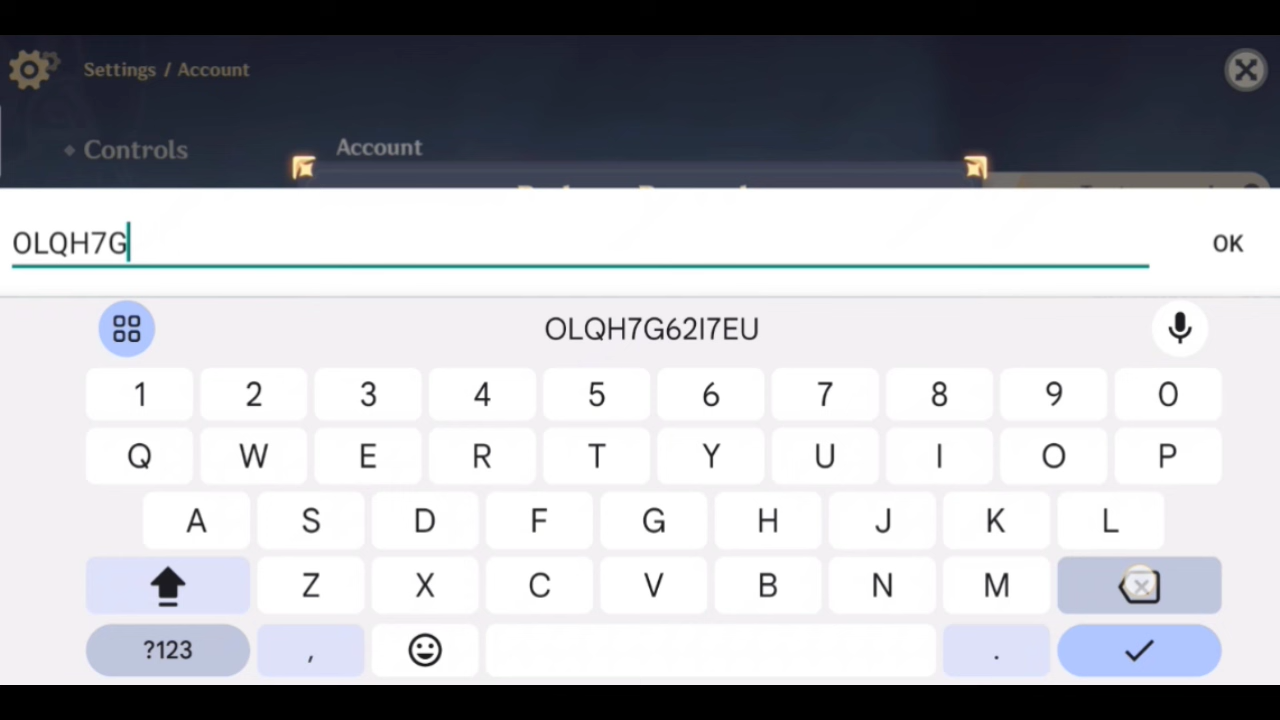 Settings / Account
Controls
Account
OLQH7G
OK
OLQH7G62I7EU
1 2 3 4 5 6 7 8 9 0
Q W E R T Y U I O P
A S D F G H J K L
Z X C V B N M
?123 , .